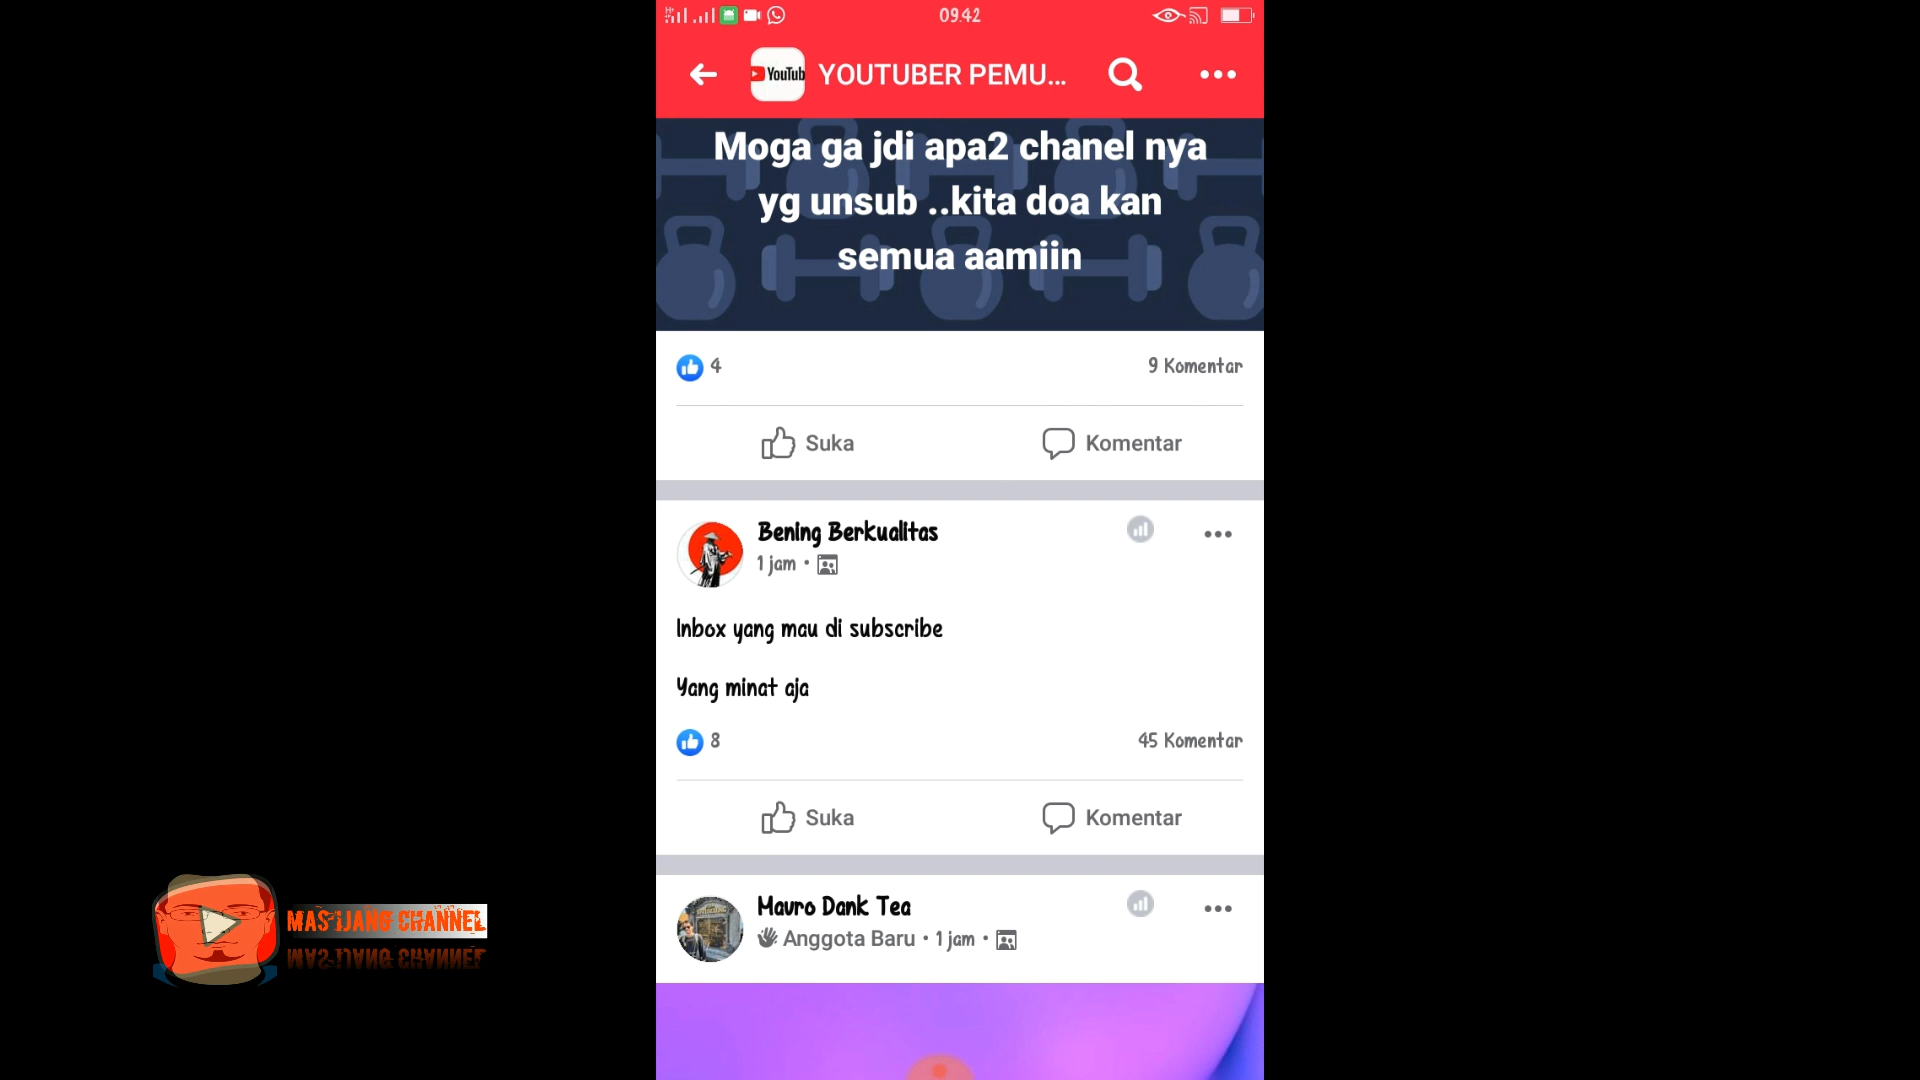 09.42
YouTub
YOUTUBER PEMU...
Moga ga jdi apa2 chanel nya
yg unsub ..kita doa kan
semua aamiin
4
9 Komentar
Suka
Komentar
Bening Berkualitas
1 jam •
Inbox yang mau di subscribe
Yang minat aja
8
45 Komentar
Suka
Komentar
Mauro Dank Tea
Anggota Baru • 1 jam •
MAS IJANG CHANNEL